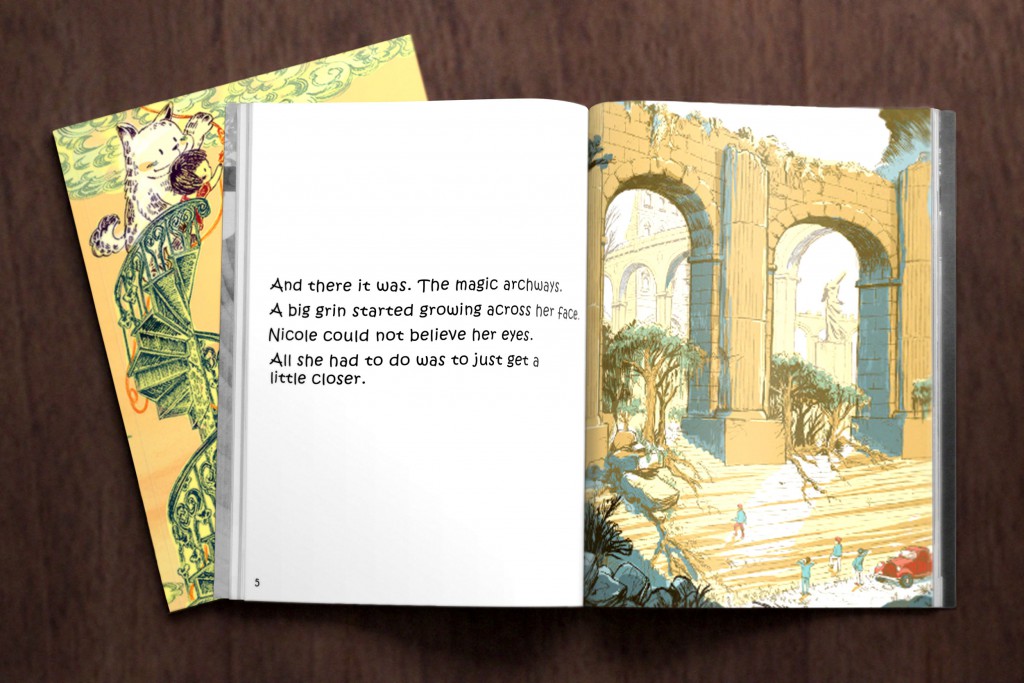 And there it was. The magic archways.
A big grin started growing across her face.
Nicole could not believe her eyes.
All she had to do was to just get a
little closer.
5